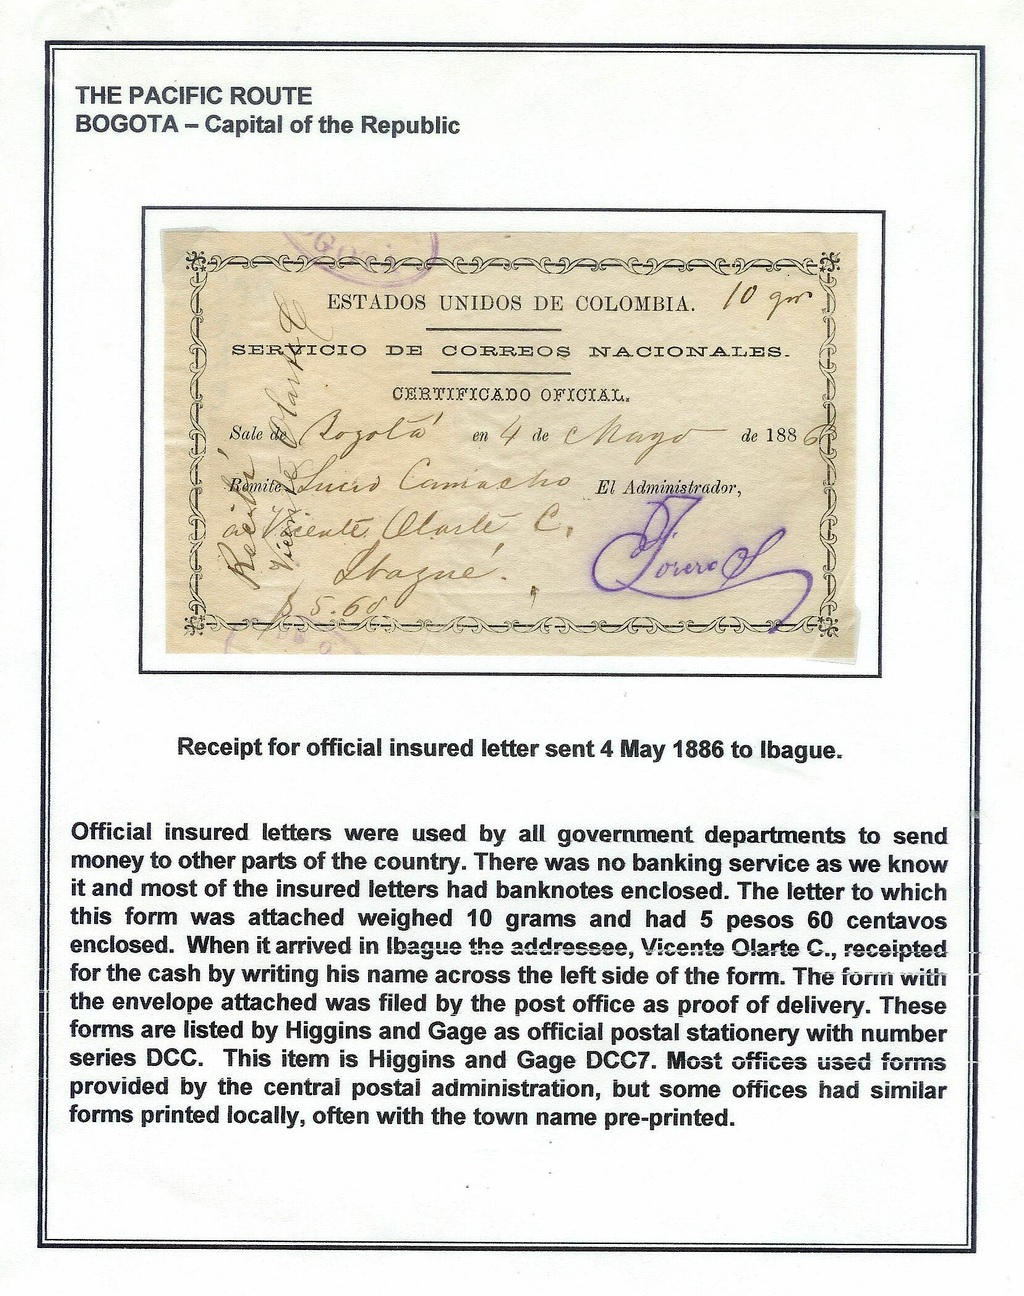 THE PACIFIC ROUTE
BOGOTA – Capital of the Republic
ESTADOS UNIDOS DE COLOMBIA.
10 gm
SERVICIO DE CORREOS NACIONALES.
CERTIFICADO OFICIAL.
Sale de Bogotá en 4 de Mayo de 1886
Remite Lucio Camacho
El Administrador,
á Vicente Olarte C.
Ibagué.
$ 5.60
Recibí
Vicente Olarte C
Receipt for official insured letter sent 4 May 1886 to Ibague.
Official insured letters were used by all government departments to send
money to other parts of the country. There was no banking service as we know
it and most of the insured letters had banknotes enclosed. The letter to which
this form was attached weighed 10 grams and had 5 pesos 60 centavos
enclosed. When it arrived in Ibague the addressee, Vicente Olarte C., receipted
for the cash by writing his name across the left side of the form. The form with
the envelope attached was filed by the post office as proof of delivery. These
forms are listed by Higgins and Gage as official postal stationery with number
series DCC. This item is Higgins and Gage DCC7. Most offices used forms
provided by the central postal administration, but some offices had similar
forms printed locally, often with the town name pre-printed.